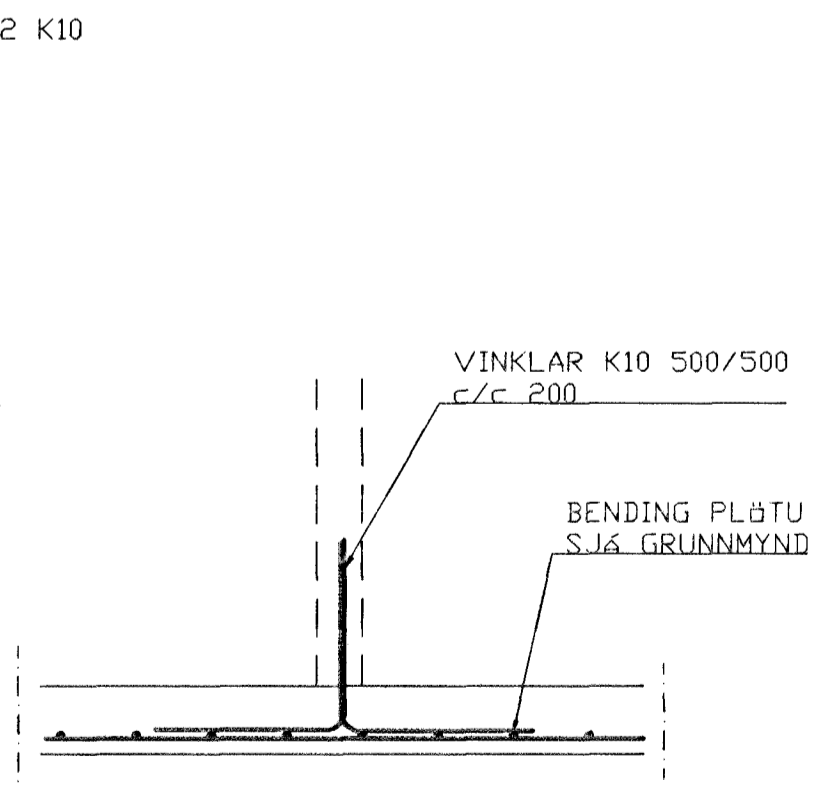 2 K10
VINKLAR K10 500/500
c/c 200
BENDING PLöTU
SJá GRUNNMYND